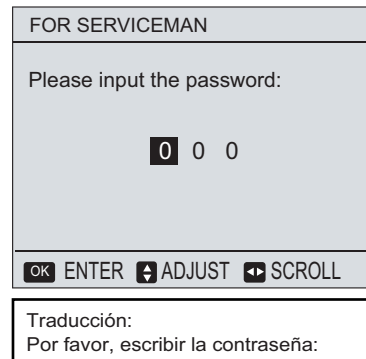 FOR SERVICEMAN
Please input the password:
0 0 0
OK ENTER ADJUST SCROLL
Traducción:
Por favor, escribir la contraseña: